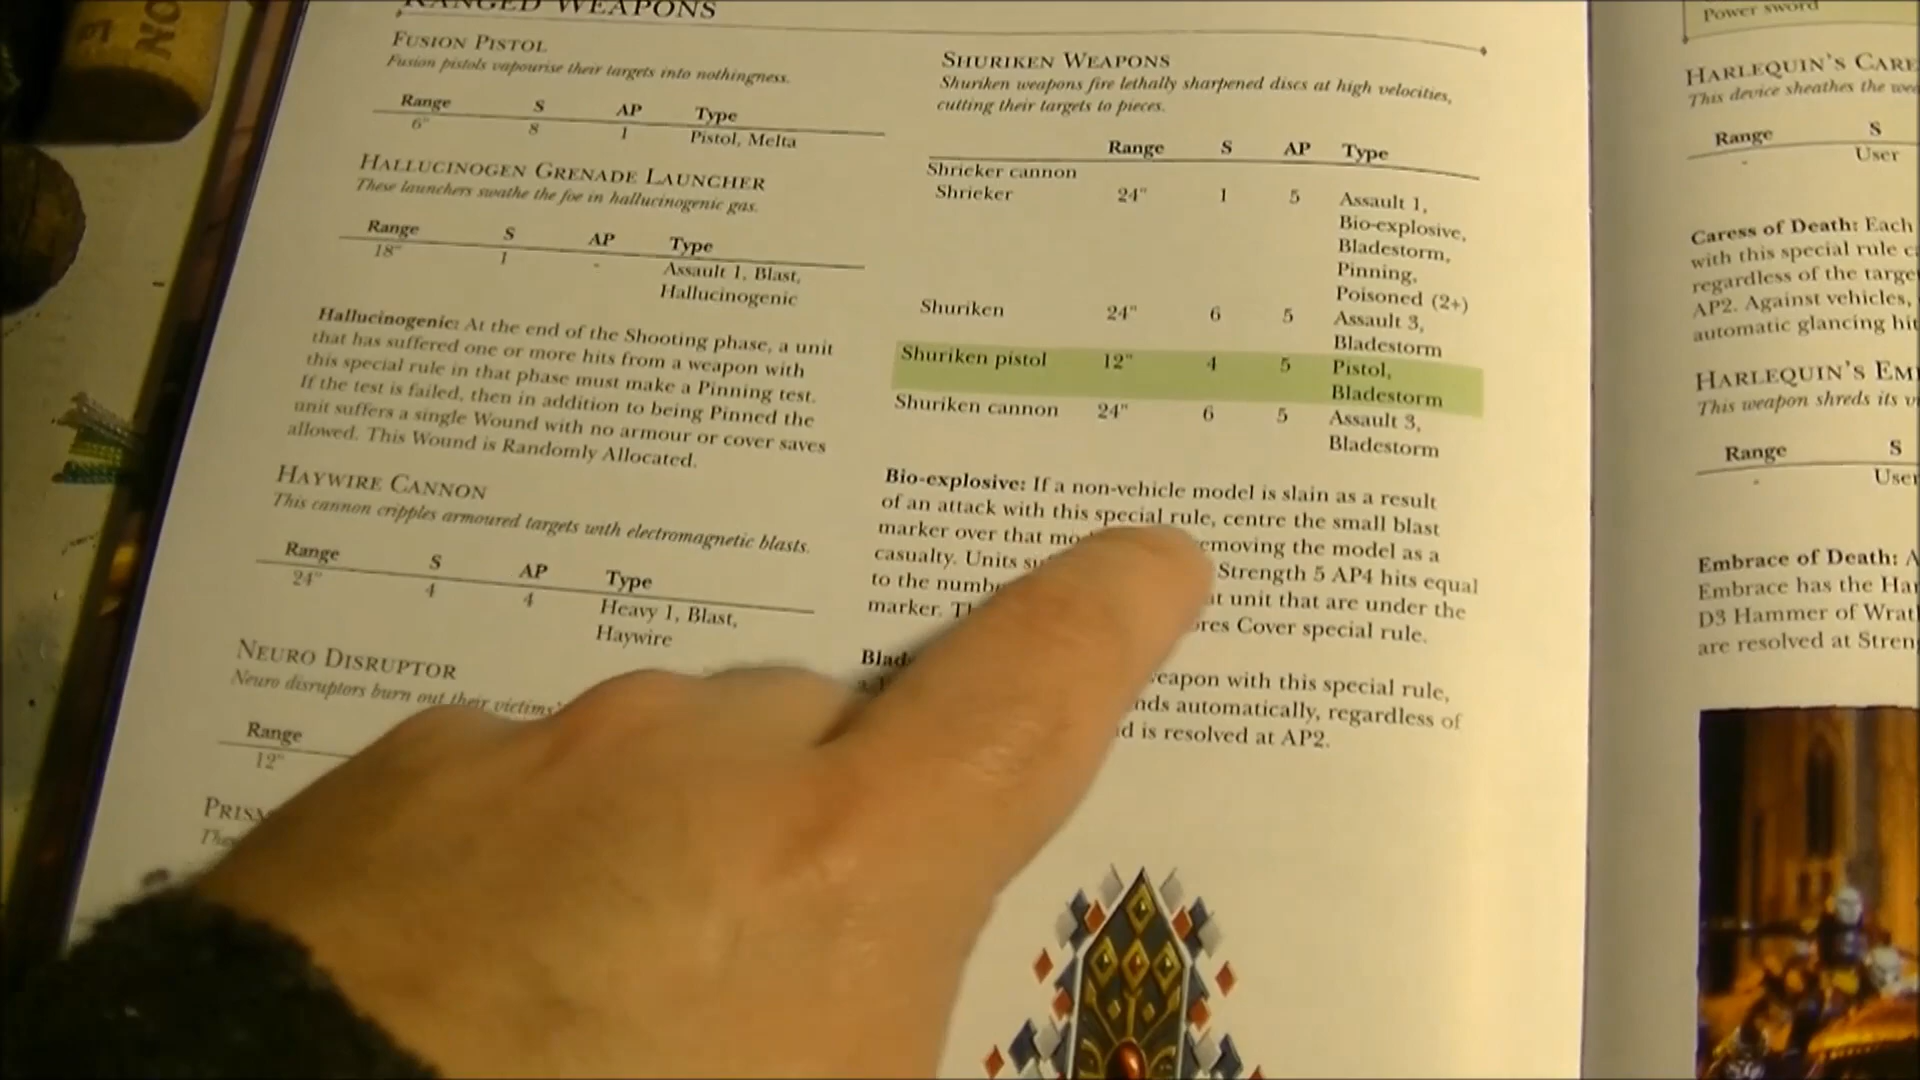 NO
RANGED WEAPONS
FUSION PISTOL
Fusion pistols vapourise their targets into nothingness.
Range S AP Type
6" 8 1 Pistol, Melta
HALLUCINOGEN GRENADE LAUNCHER
These launchers swathe the foe in hallucinogenic gas.
Range S AP Type
18" 1 - Assault 1, Blast,
Hallucinogenic
Hallucinogenic: At the end of the Shooting phase, a unit
that has suffered one or more hits from a weapon with
this special rule in that phase must make a Pinning test.
If the test is failed, then in addition to being Pinned the
unit suffers a single Wound with no armour or cover saves
allowed. This Wound is Randomly Allocated.
HAYWIRE CANNON
This cannon cripples armoured targets with electromagnetic blasts.
Range S AP Type
24" 4 4 Heavy 1, Blast,
Haywire
NEURO DISRUPTOR
Neuro disruptors burn out their victims'
Range
12"
SHURIKEN WEAPONS
Shuriken weapons fire lethally sharpened discs at high velocities,
cutting their targets to pieces.
Range S AP Type
Shrieker cannon
Shrieker 24" 1 5 Assault 1,
Bio-explosive,
Bladestorm,
Pinning,
Poisoned (2+)
Shuriken 24" 6 5 Assault 3,
Bladestorm
Shuriken pistol 12" 4 5 Pistol,
Bladestorm
Shuriken cannon 24" 6 5 Assault 3,
Bladestorm
Bio-explosive: If a non-vehicle model is slain as a result
of an attack with this special rule, centre the small blast
marker over that removing the model as a
casualty. Units Strength 5 AP4 hits equal
to the unit that are under the
marker. Cover special rule.
weapon with this special rule,
automatically, regardless of
is resolved at AP2.
Power sword
HARLEQUIN'S
This device sheathes the
Range S
- User
Caress of Death: Each
with this special rule
regardless of the
AP2. Against vehicles,
automatic glancing
HARLEQUIN'S
This weapon shreds its
Range S
- User
Embrace of Death:
Embrace has the
D3 Hammer of
are resolved at